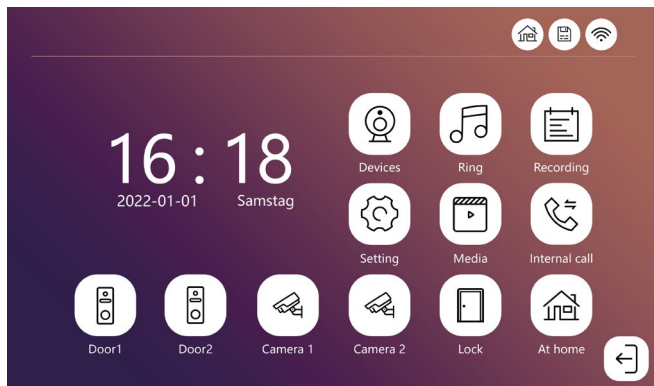 16 : 18
2022-01-01 Samstag
Devices Ring Recording
Setting Media Internal call
Door1 Door2 Camera 1 Camera 2 Lock At home